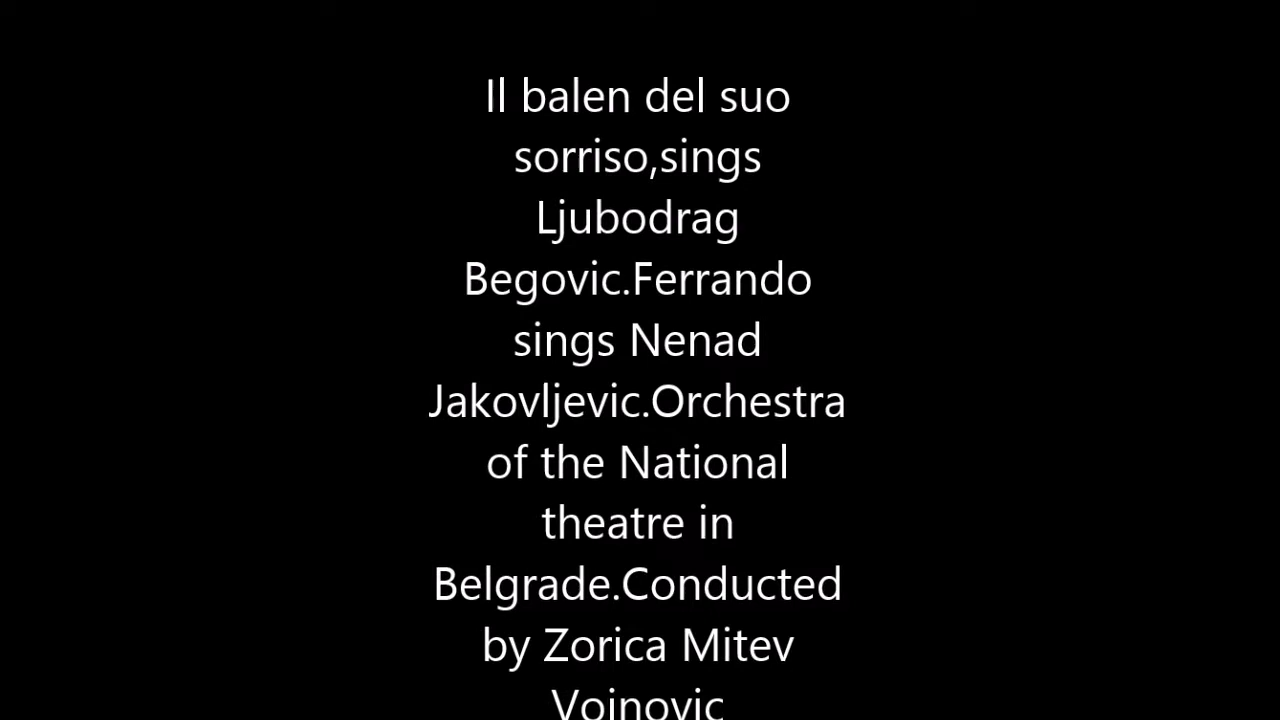 Il balen del suo
sorriso,sings
Ljubodrag
Begovic.Ferrando
sings Nenad
Jakovljevic.Orchestra
of the National
theatre in
Belgrade.Conducted
by Zorica Mitev
Vojnovic